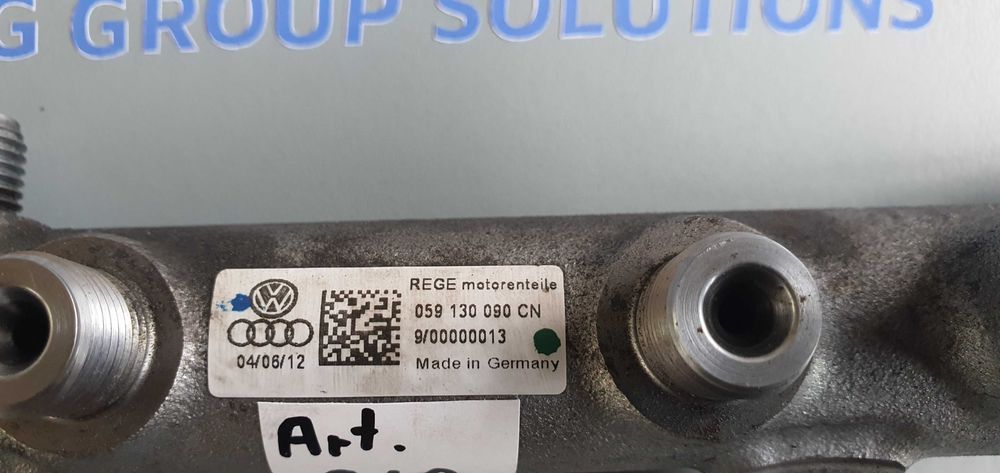 G GROUP SOLUTIONS
REGE motorenteile
059 130 090 CN
9/00000013
04/06/12
Made in Germany
Art.